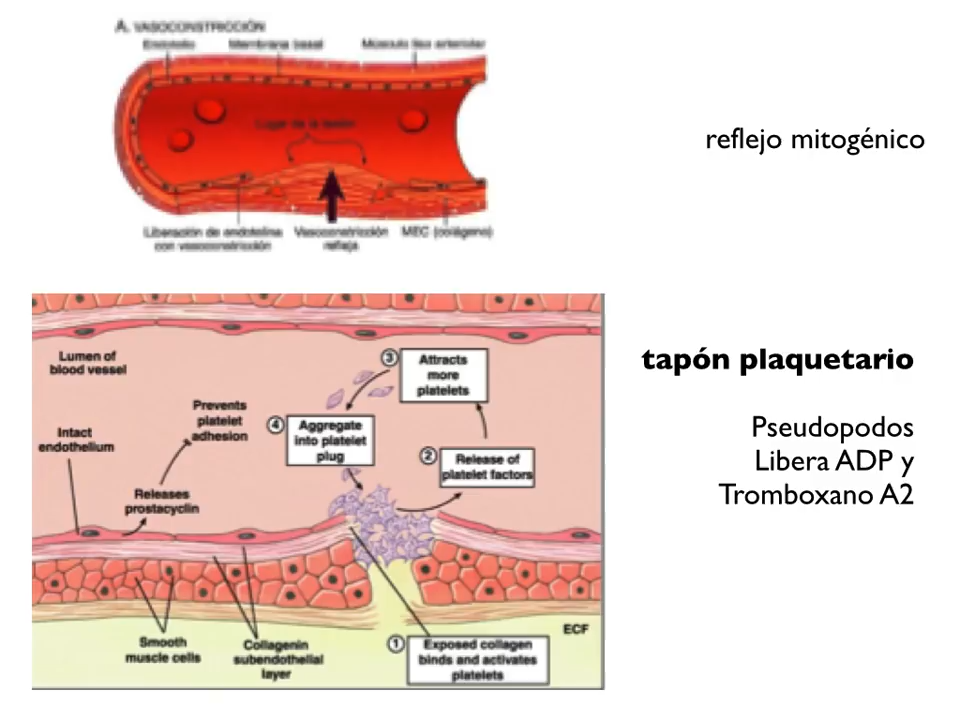 A. VASOCONSTRICCIÓN
Endotelio Membrana basal Músculo liso arteriolar
Lugar de la lesión
Liberación de endotelina
con vasoconstricción
Vasoconstricción
refleja
MEC (colágeno)
reflejo mitogénico
Lumen of
blood vessel
Intact
endothelium
Prevents
platelet
adhesion
Releases
prostacyclin
3 Attracts
more
platelets
4 Aggregate
into platelet
plug
2 Release of
platelet factors
Smooth
muscle cells
Collagenin
subendothelial
layer
1 Exposed collagen
binds and activates
platelets
ECF
tapón plaquetario
Pseudopodos
Libera ADP y
Tromboxano A2